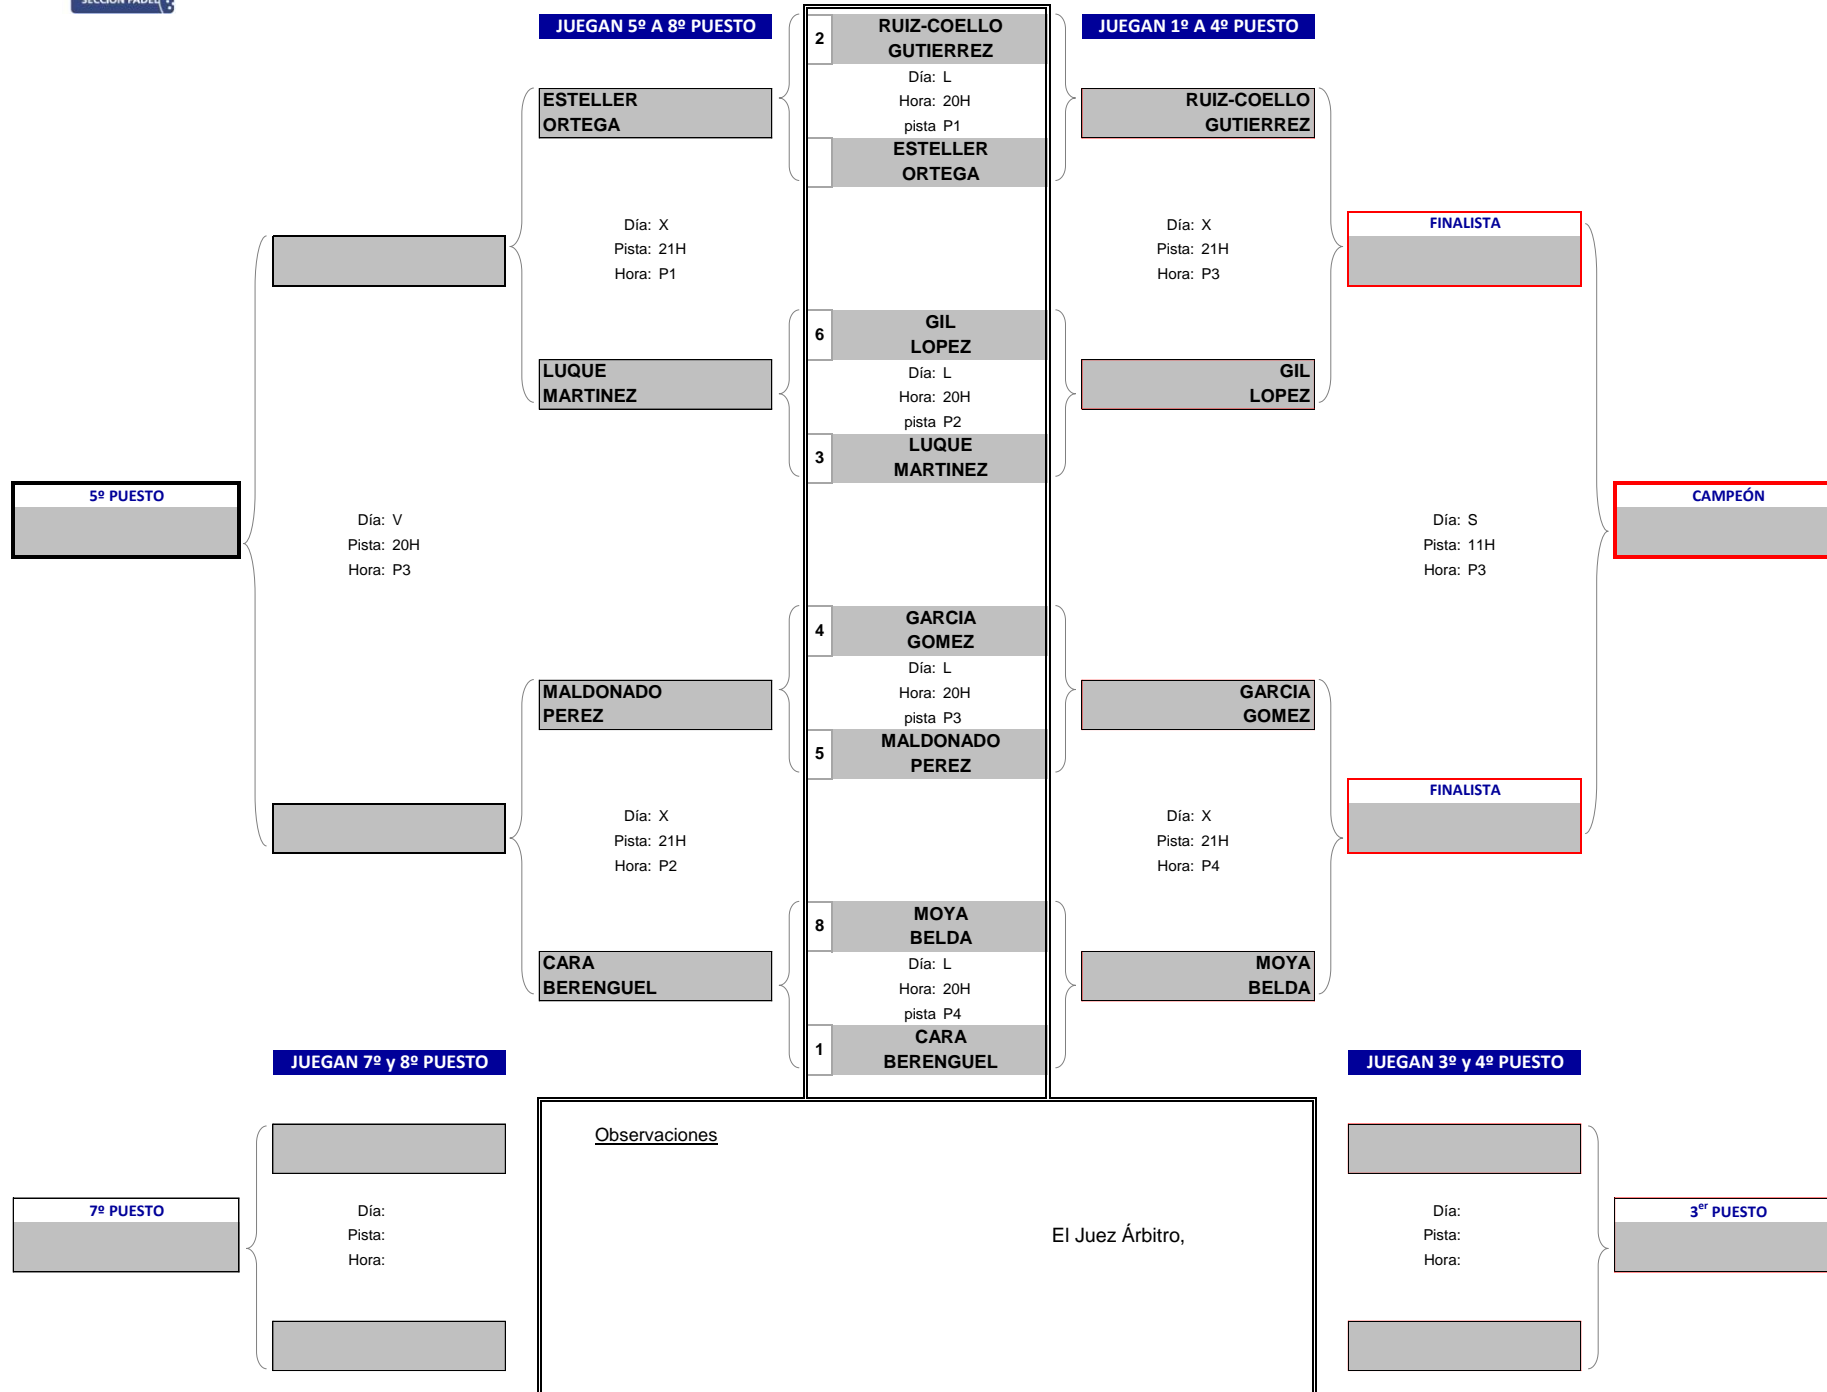 SECCIÓN PADEL
JUEGAN 5º A 8º PUESTO
2
RUIZ-COELLO
GUTIERREZ
JUEGAN 1º A 4º PUESTO
Día: L
Hora: 20H
pista P1
ESTELLER
ORTEGA
RUIZ-COELLO
GUTIERREZ
ESTELLER
ORTEGA
Día: X
Pista: 21H
Hora: P1
Día: X
Pista: 21H
Hora: P3
FINALISTA
6
GIL
LOPEZ
Día: L
Hora: 20H
pista P2
LUQUE
MARTINEZ
GIL
LOPEZ
3
LUQUE
MARTINEZ
5º PUESTO
Día: V
Pista: 20H
Hora: P3
Día: S
Pista: 11H
Hora: P3
CAMPEÓN
4
GARCIA
GOMEZ
Día: L
Hora: 20H
pista P3
MALDONADO
PEREZ
GARCIA
GOMEZ
5
MALDONADO
PEREZ
Día: X
Pista: 21H
Hora: P2
Día: X
Pista: 21H
Hora: P4
FINALISTA
8
MOYA
BELDA
Día: L
Hora: 20H
pista P4
CARA
BERENGUEL
MOYA
BELDA
1
CARA
BERENGUEL
JUEGAN 7º y 8º PUESTO
JUEGAN 3º y 4º PUESTO
Observaciones
7º PUESTO
Día:
Pista:
Hora:
El Juez Árbitro,
Día:
Pista:
Hora:
3er PUESTO